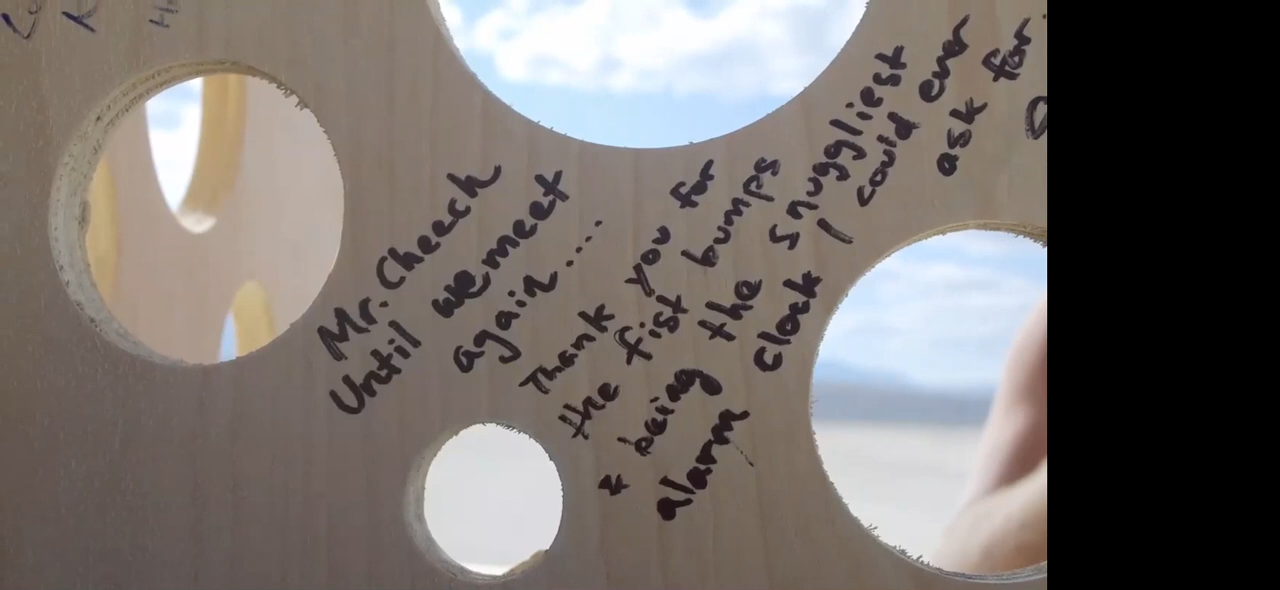 Mr. Cheech
Until we meet
again....
Thank you for
the fist bumps
& being the snuggliest
alarm clock I could ever
ask for.